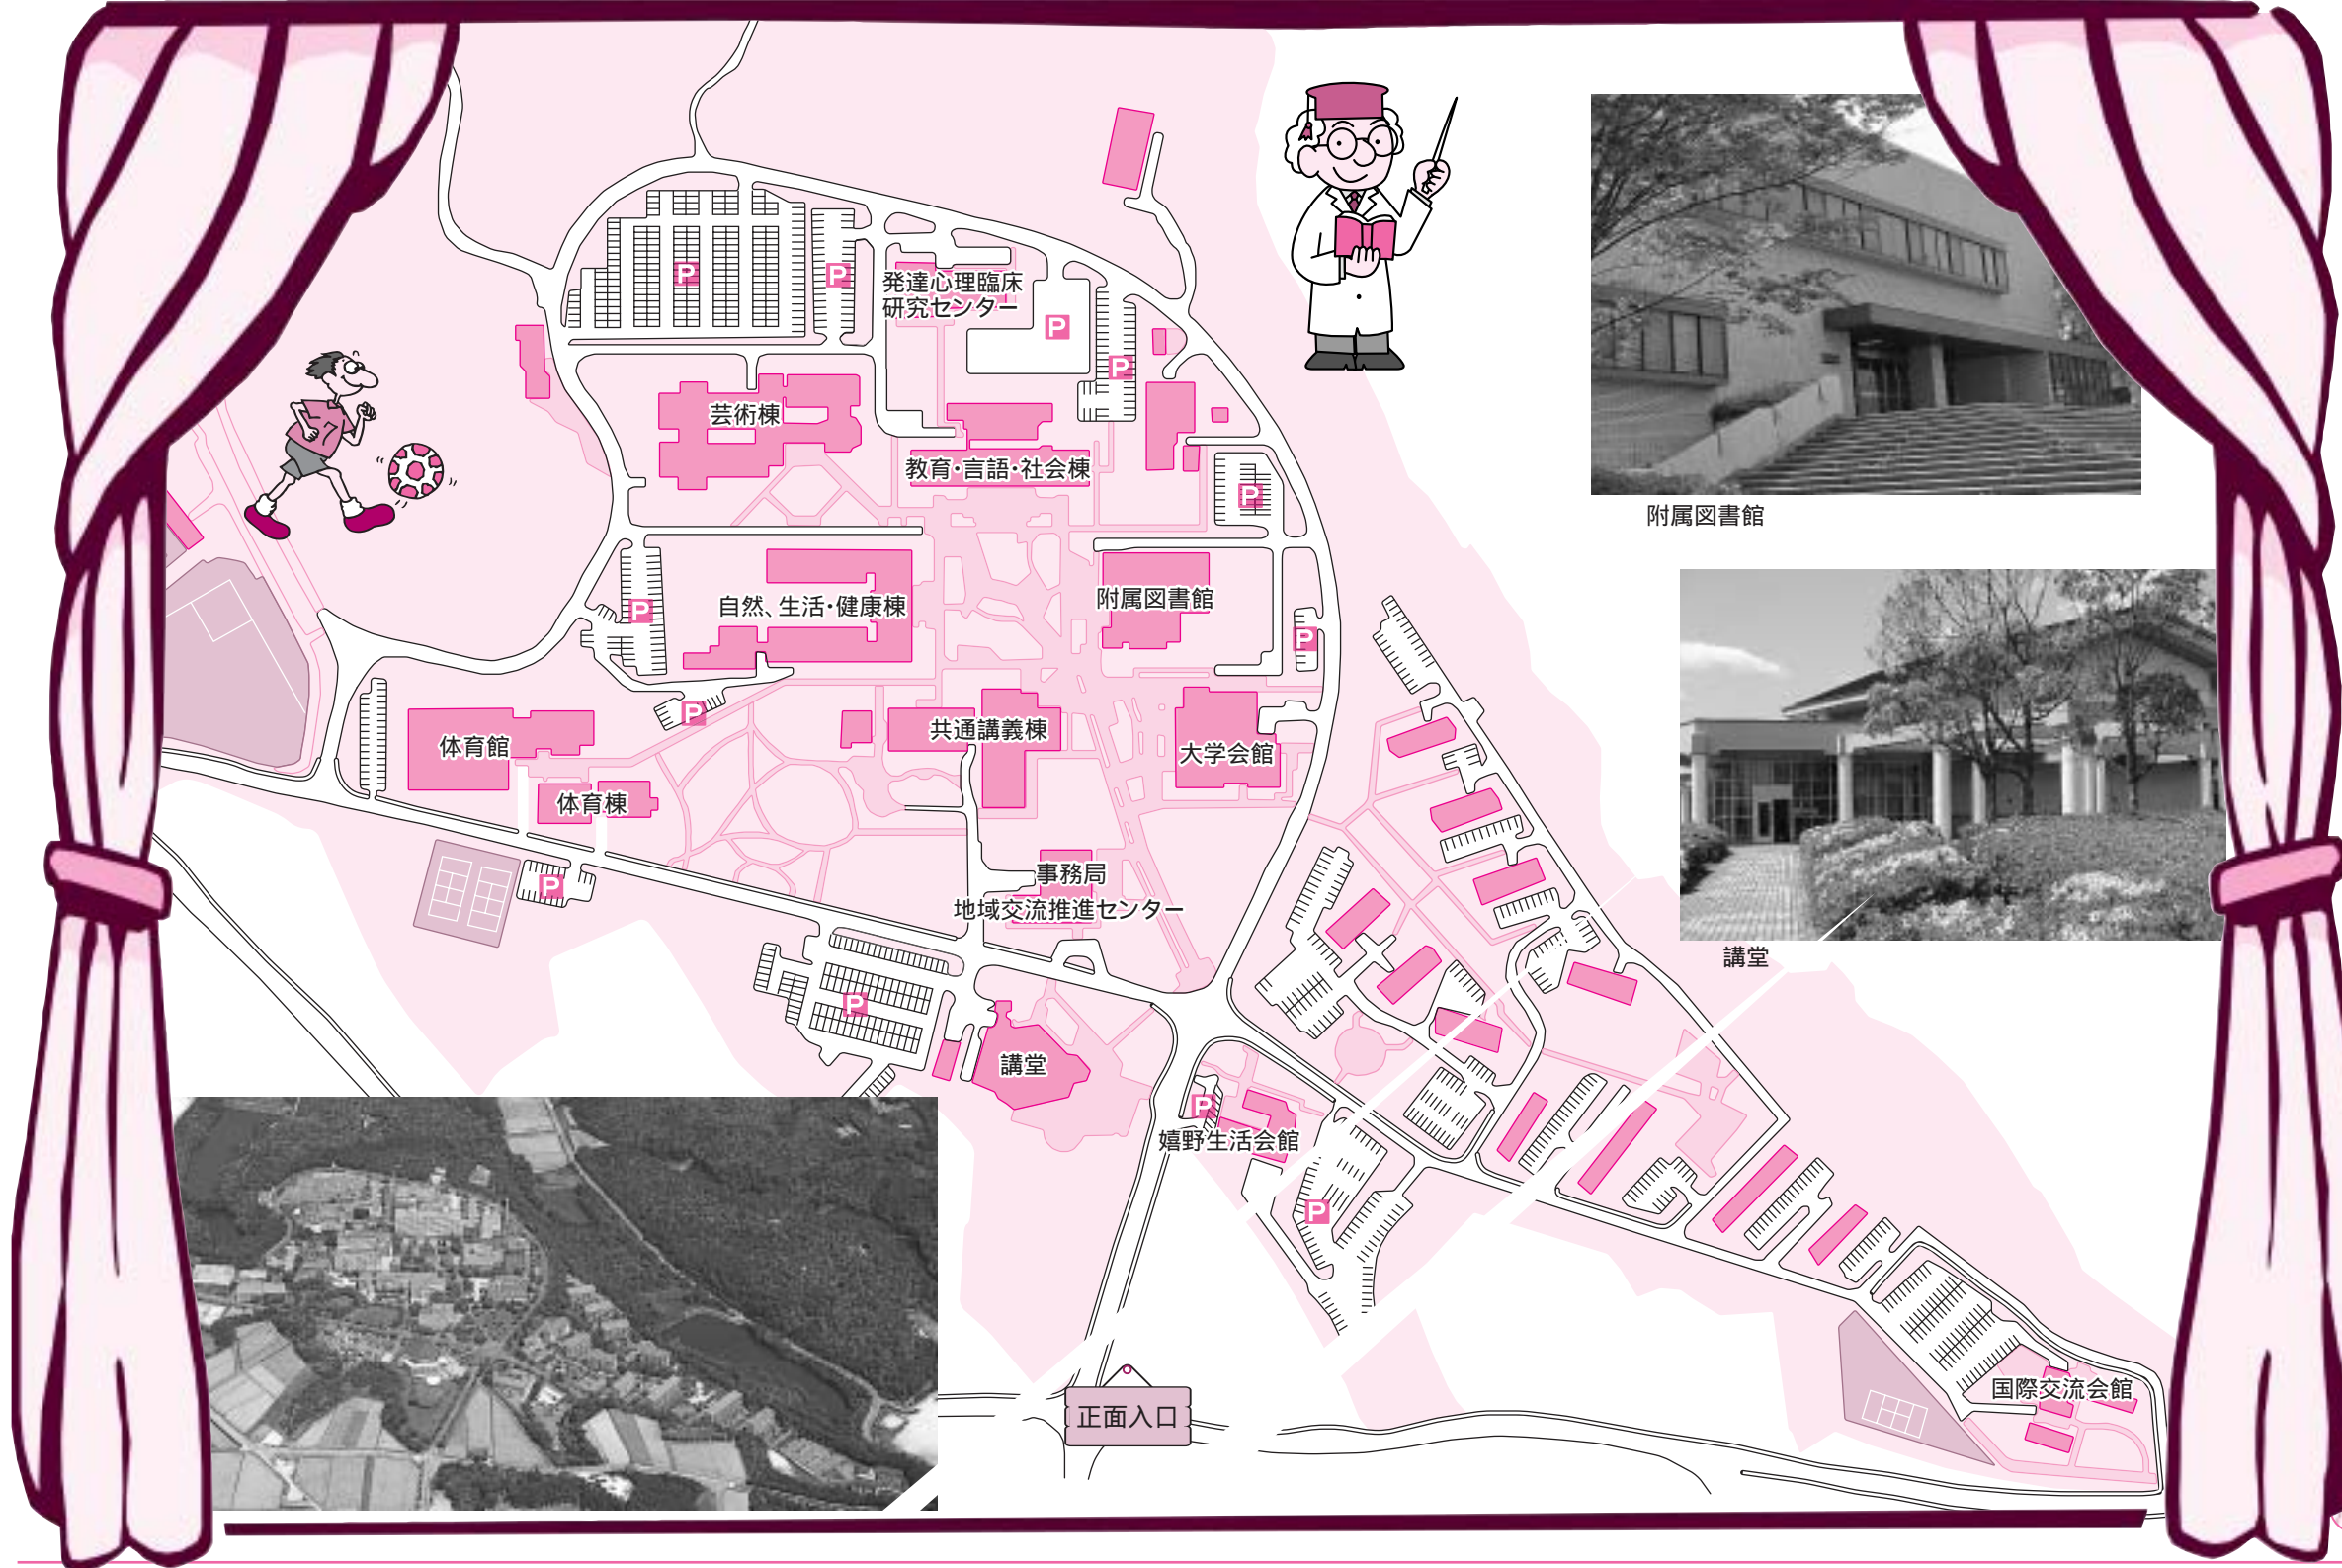 P
P
発達心理臨床
研究センター
P
P
芸術棟
教育・言語・社会棟
P
附属図書館
自然、生活・健康棟
P
附属図書館
P
P
体育館
共通講義棟
大学会館
体育棟
P
事務局
地域交流推進センター
講堂
P
講堂
P
嬉野生活会館
P
国際交流会館
正面入口